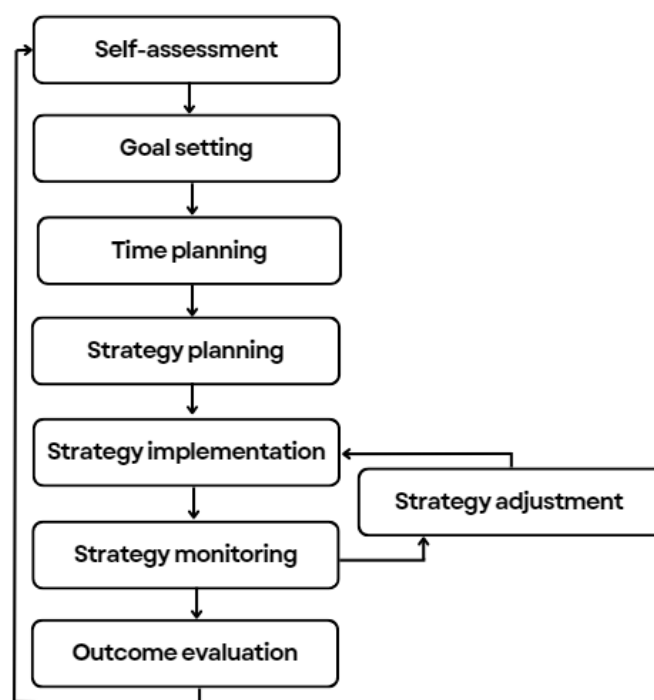 Self-assessment
Goal setting
Time planning
Strategy planning
Strategy implementation
Strategy adjustment
Strategy monitoring
Outcome evaluation